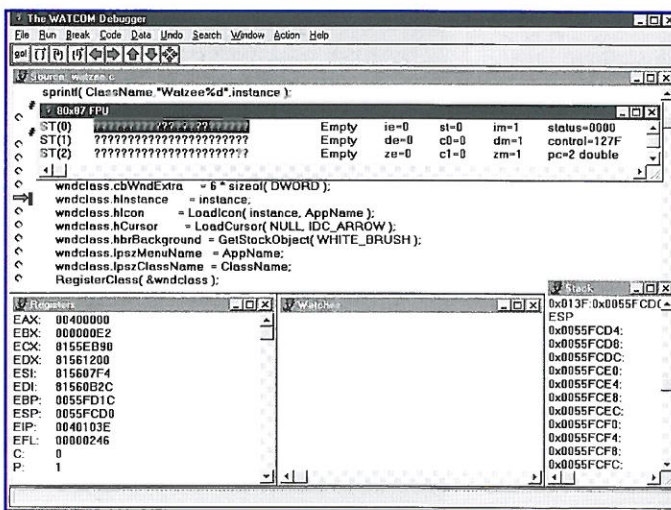 The WATCOM Debugger
File Run Break Code Data Undo Search Window Action Help
go!
Source: watzee.c
sprintf( ClassName,"Watzee%d",instance );
80x87 FPU
ST(0) ?????????????????????? Empty ie=0 st=0 im=1 status=0000
ST(1) ?????????????????????? Empty de=0 c0=0 dm=1 control=127F
ST(2) ?????????????????????? Empty ze=0 c1=0 zm=1 pc=2 double
wndclass.cbWndExtra = 6 * sizeof( DWORD );
wndclass.hInstance = instance;
wndclass.hIcon = LoadIcon( instance, AppName );
wndclass.hCursor = LoadCursor( NULL, IDC_ARROW );
wndclass.hbrBackground = GetStockObject( WHITE_BRUSH );
wndclass.lpszMenuName = AppName;
wndclass.lpszClassName = ClassName;
RegisterClass( &wndclass );
Registers
EAX: 00400000
EBX: 000000E2
ECX: 8155EB90
EDX: 81561200
ESI: 815607F4
EDI: 81560B2C
EBP: 0055FD1C
ESP: 0055FCD0
EIP: 0040103E
EFL: 00000246
C: 0
P: 1
Watches
Stack
0x013F:0x0055FCD
ESP
0x0055FCD4:
0x0055FCD8:
0x0055FCDC:
0x0055FCE0:
0x0055FCE4:
0x0055FCE8:
0x0055FCEC:
0x0055FCF0:
0x0055FCF4:
0x0055FCF8:
0x0055FCFC: